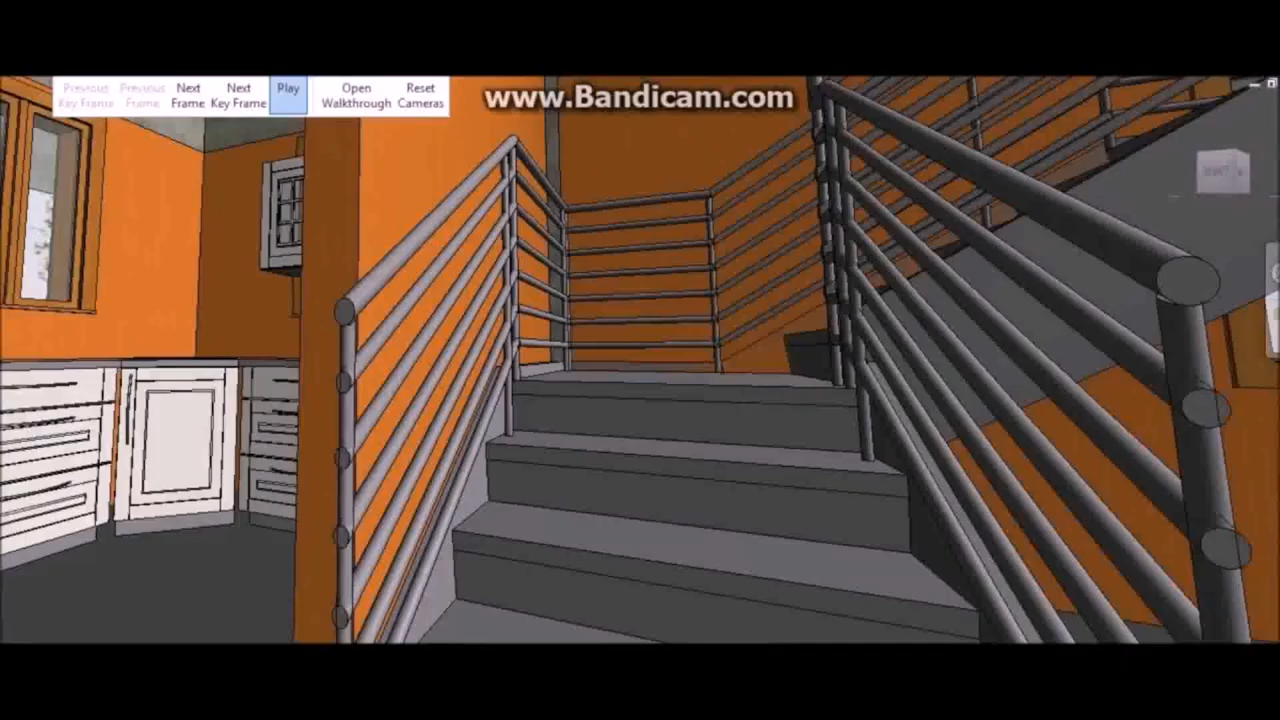 Previous Previous Next Next Play Open Reset
Key Frame Frame Frame Key Frame Walkthrough Cameras
www.Bandicam.com